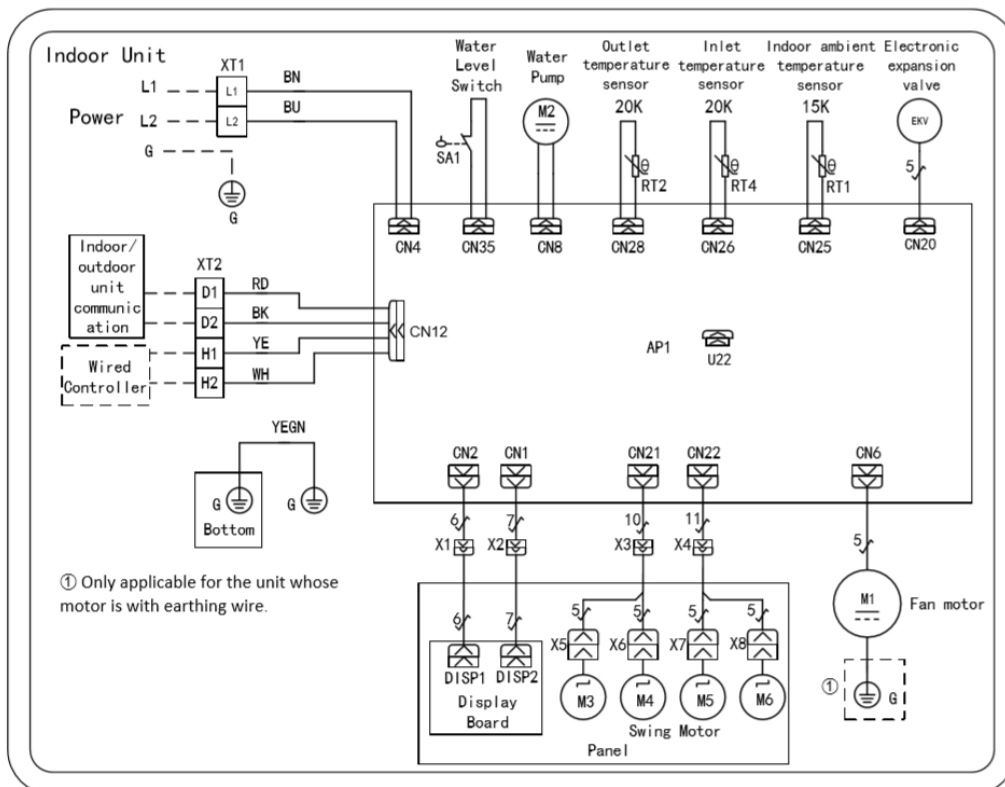 Indoor Unit
XT1
L1
L1
BN
Power
L2
L2
BU
G
G
Water
Level
Switch
SA1
Water
Pump
M2
Outlet
temperature
sensor
20K
θ
RT2
Inlet
temperature
sensor
20K
θ
RT4
Indoor ambient
temperature
sensor
15K
θ
RT1
Electronic
expansion
valve
EKV
5
CN4
CN35
CN8
CN28
CN26
CN25
CN20
Indoor/
outdoor
unit
communic
ation
Wired
Controller
XT2
D1
RD
D2
BK
H1
YE
H2
WH
CN12
AP1
U22
YEGN
G
Bottom
G
CN2
CN1
CN21
CN22
CN6
6
7
10
11
5
X1
X2
X3
X4
① Only applicable for the unit whose
motor is with earthing wire.
6
7
5
5
5
5
X5
X6
X7
X8
DISP1
DISP2
Display
Board
M3
M4
M5
M6
Swing Motor
Panel
M1
Fan motor
①
G